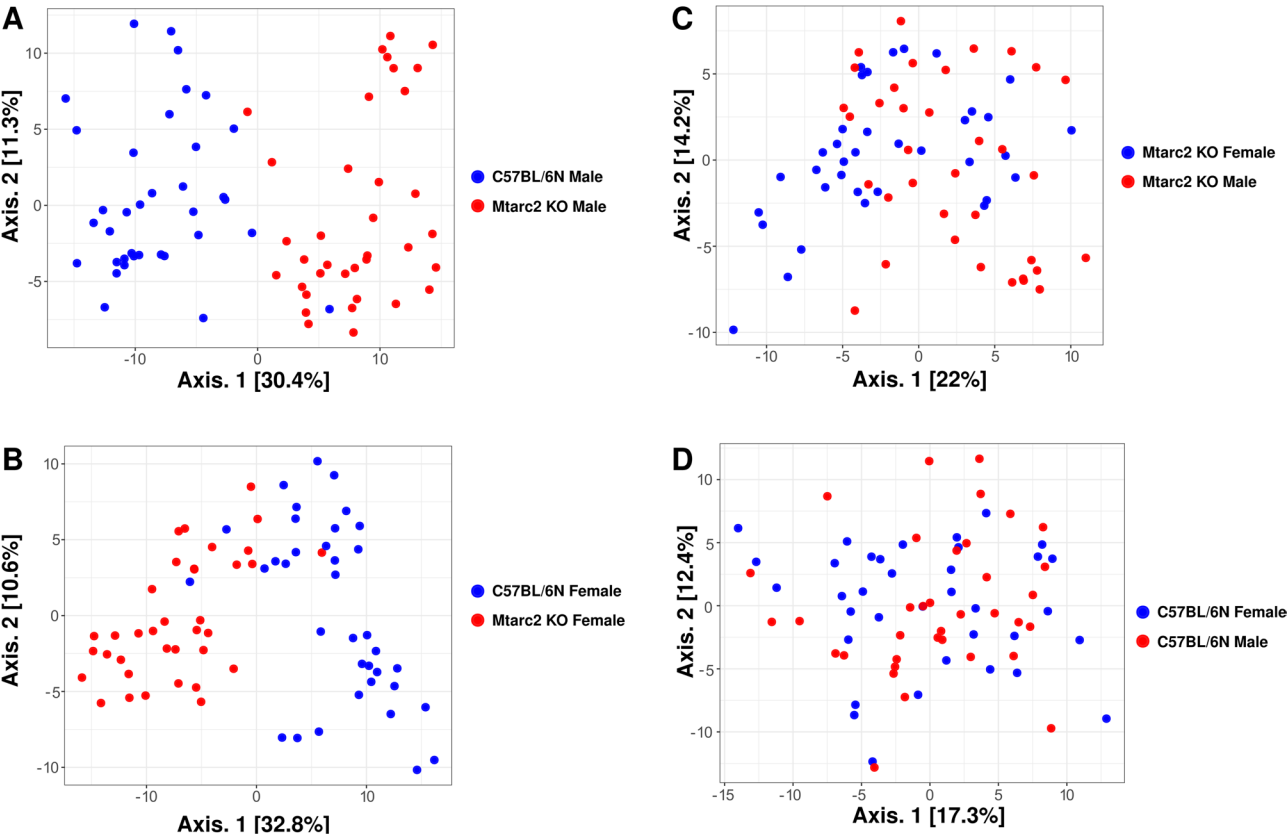 A
10
5
0
-5
-10
0
10
Axis. 2 [11.3%]
Axis. 1 [30.4%]
C57BL/6N Male
Mtarc2 KO Male
C
5
0
-5
-10
-10
-5
0
5
10
Axis. 2 [14.2%]
Axis. 1 [22%]
Mtarc2 KO Female
Mtarc2 KO Male
B
10
5
0
-5
-10
-10
0
10
Axis. 2 [10.6%]
Axis. 1 [32.8%]
C57BL/6N Female
Mtarc2 KO Female
D
10
5
0
-5
-10
-15
-10
-5
0
5
10
Axis. 2 [12.4%]
Axis. 1 [17.3%]
C57BL/6N Female
C57BL/6N Male